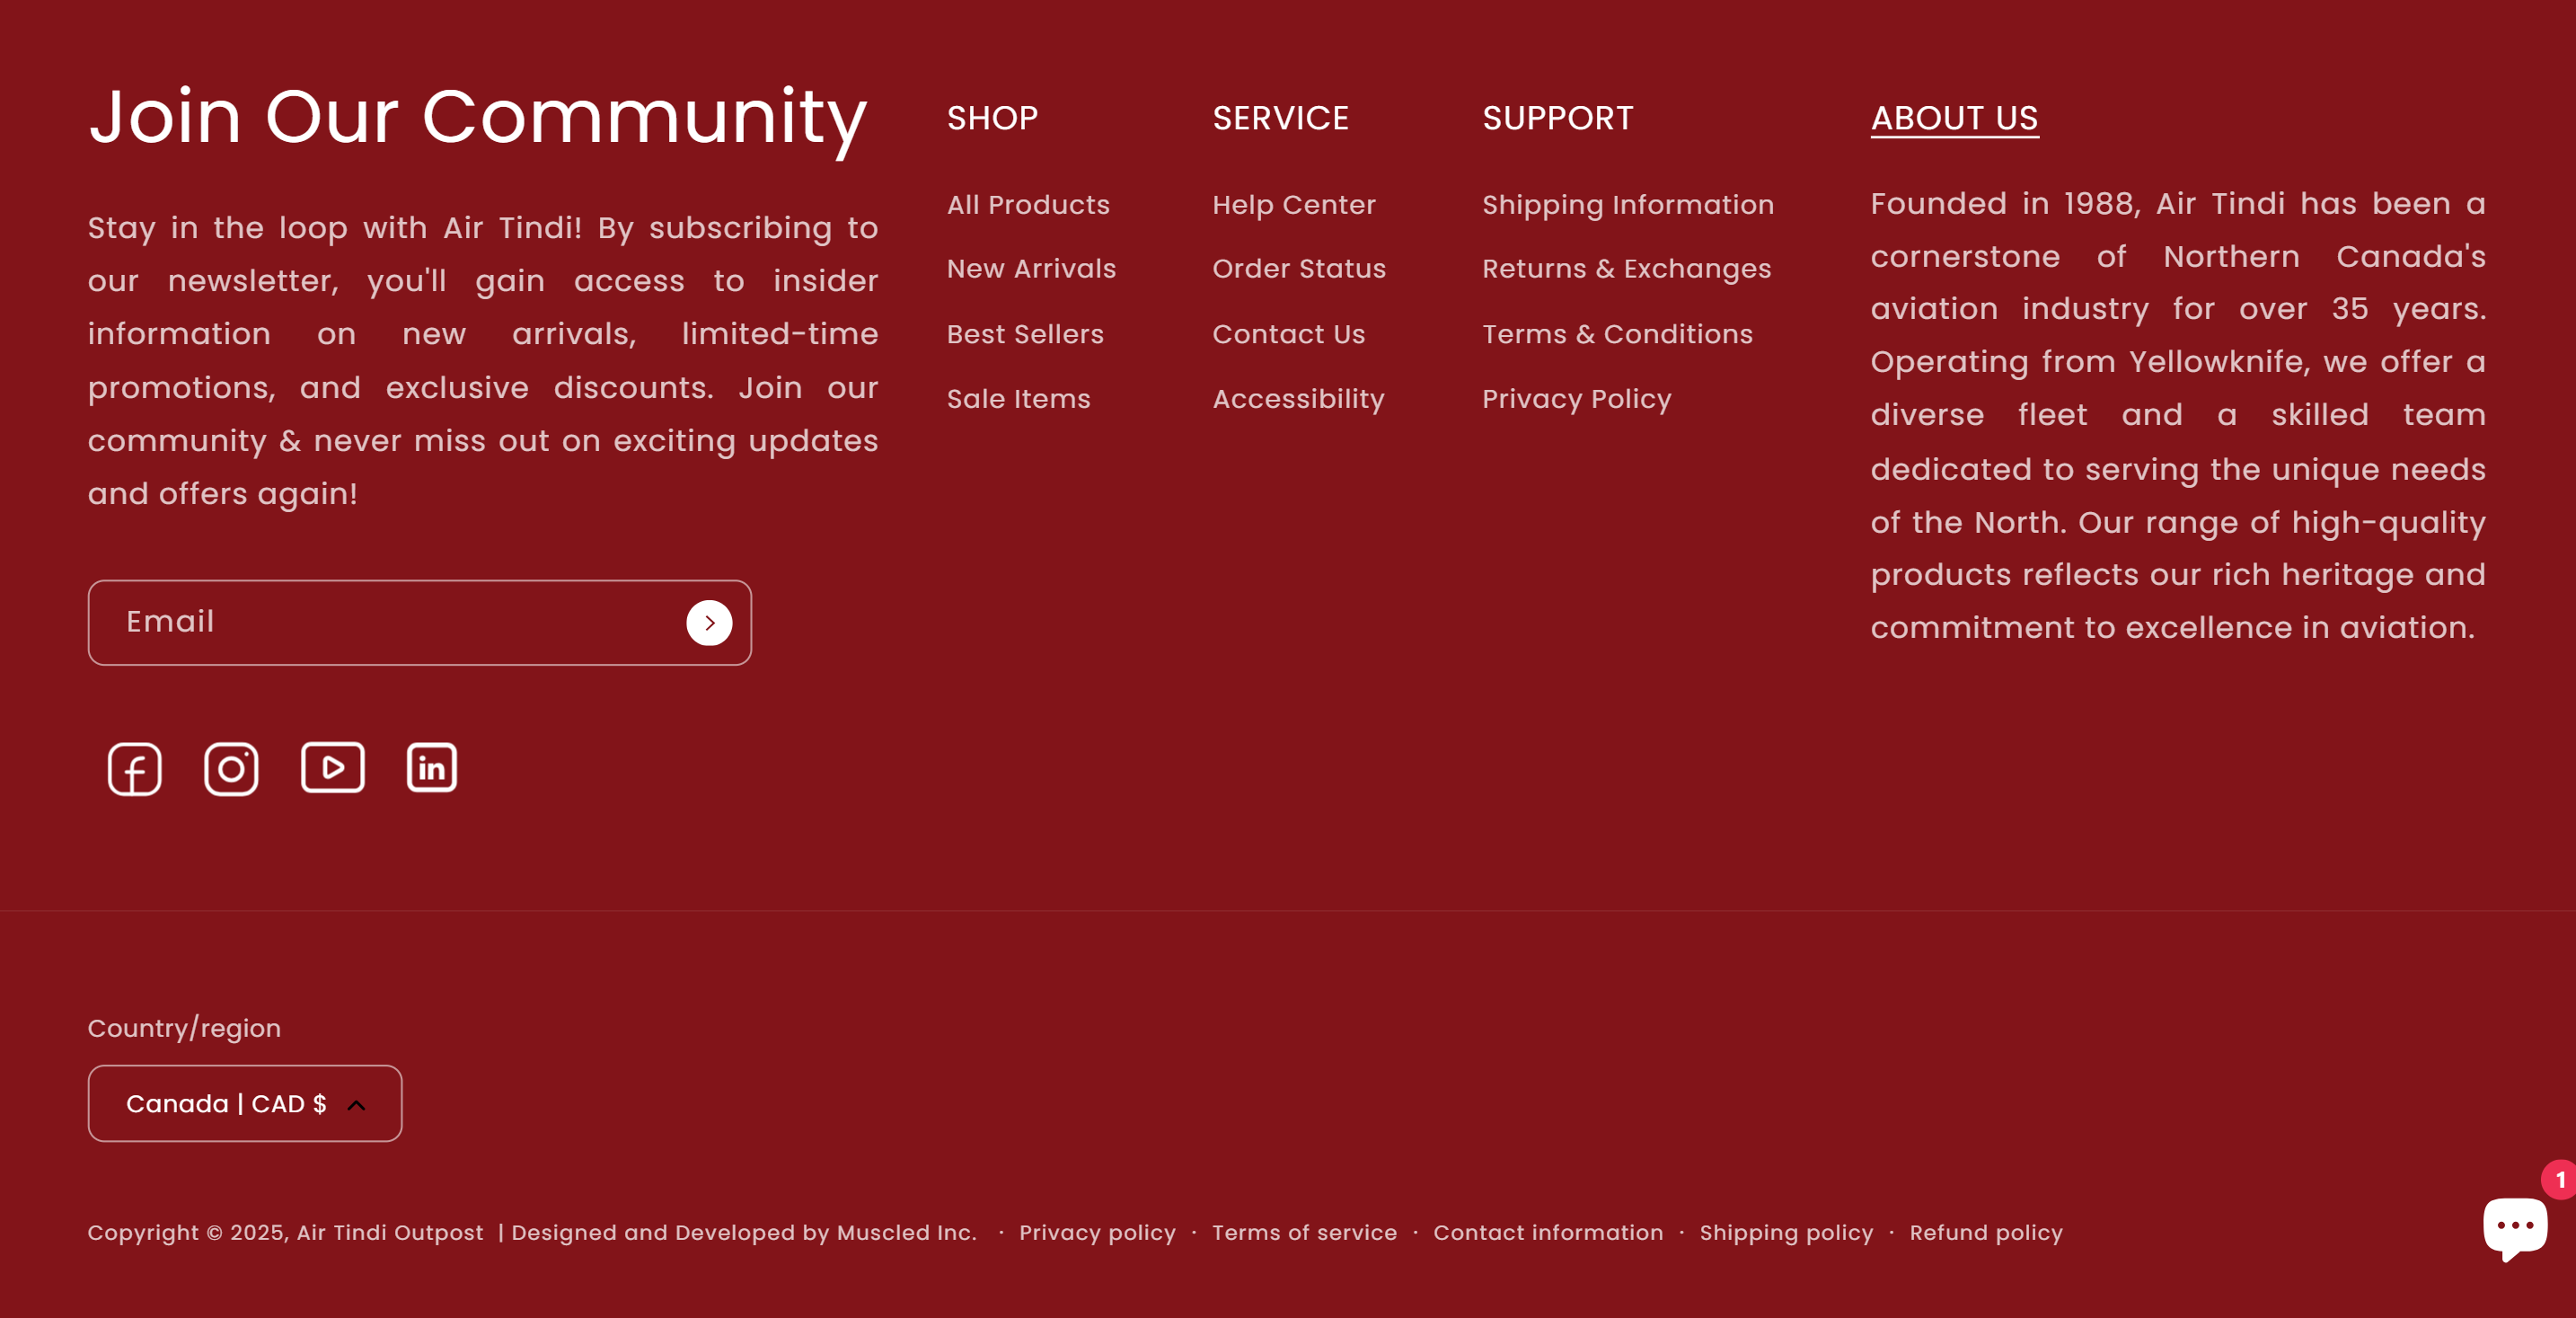 Join Our Community
Stay in the loop with Air Tindi! By subscribing to
our newsletter, you'll gain access to insider
information on new arrivals, limited-time
promotions, and exclusive discounts. Join our
community & never miss out on exciting updates
and offers again!
Email
in
SHOP
All Products
New Arrivals
Best Sellers
Sale Items
SERVICE
Help Center
Order Status
Contact Us
Accessibility
SUPPORT
Shipping Information
Returns & Exchanges
Terms & Conditions
Privacy Policy
ABOUT US
Founded in 1988, Air Tindi has been a
cornerstone of Northern Canada's
aviation industry for over 35 years.
Operating from Yellowknife, we offer a
diverse fleet and a skilled team
dedicated to serving the unique needs
of the North. Our range of high-quality
products reflects our rich heritage and
commitment to excellence in aviation.
Country/region
Canada | CAD $
1
Copyright © 2025, Air Tindi Outpost | Designed and Developed by Muscled Inc. · Privacy policy · Terms of service · Contact information · Shipping policy · Refund policy